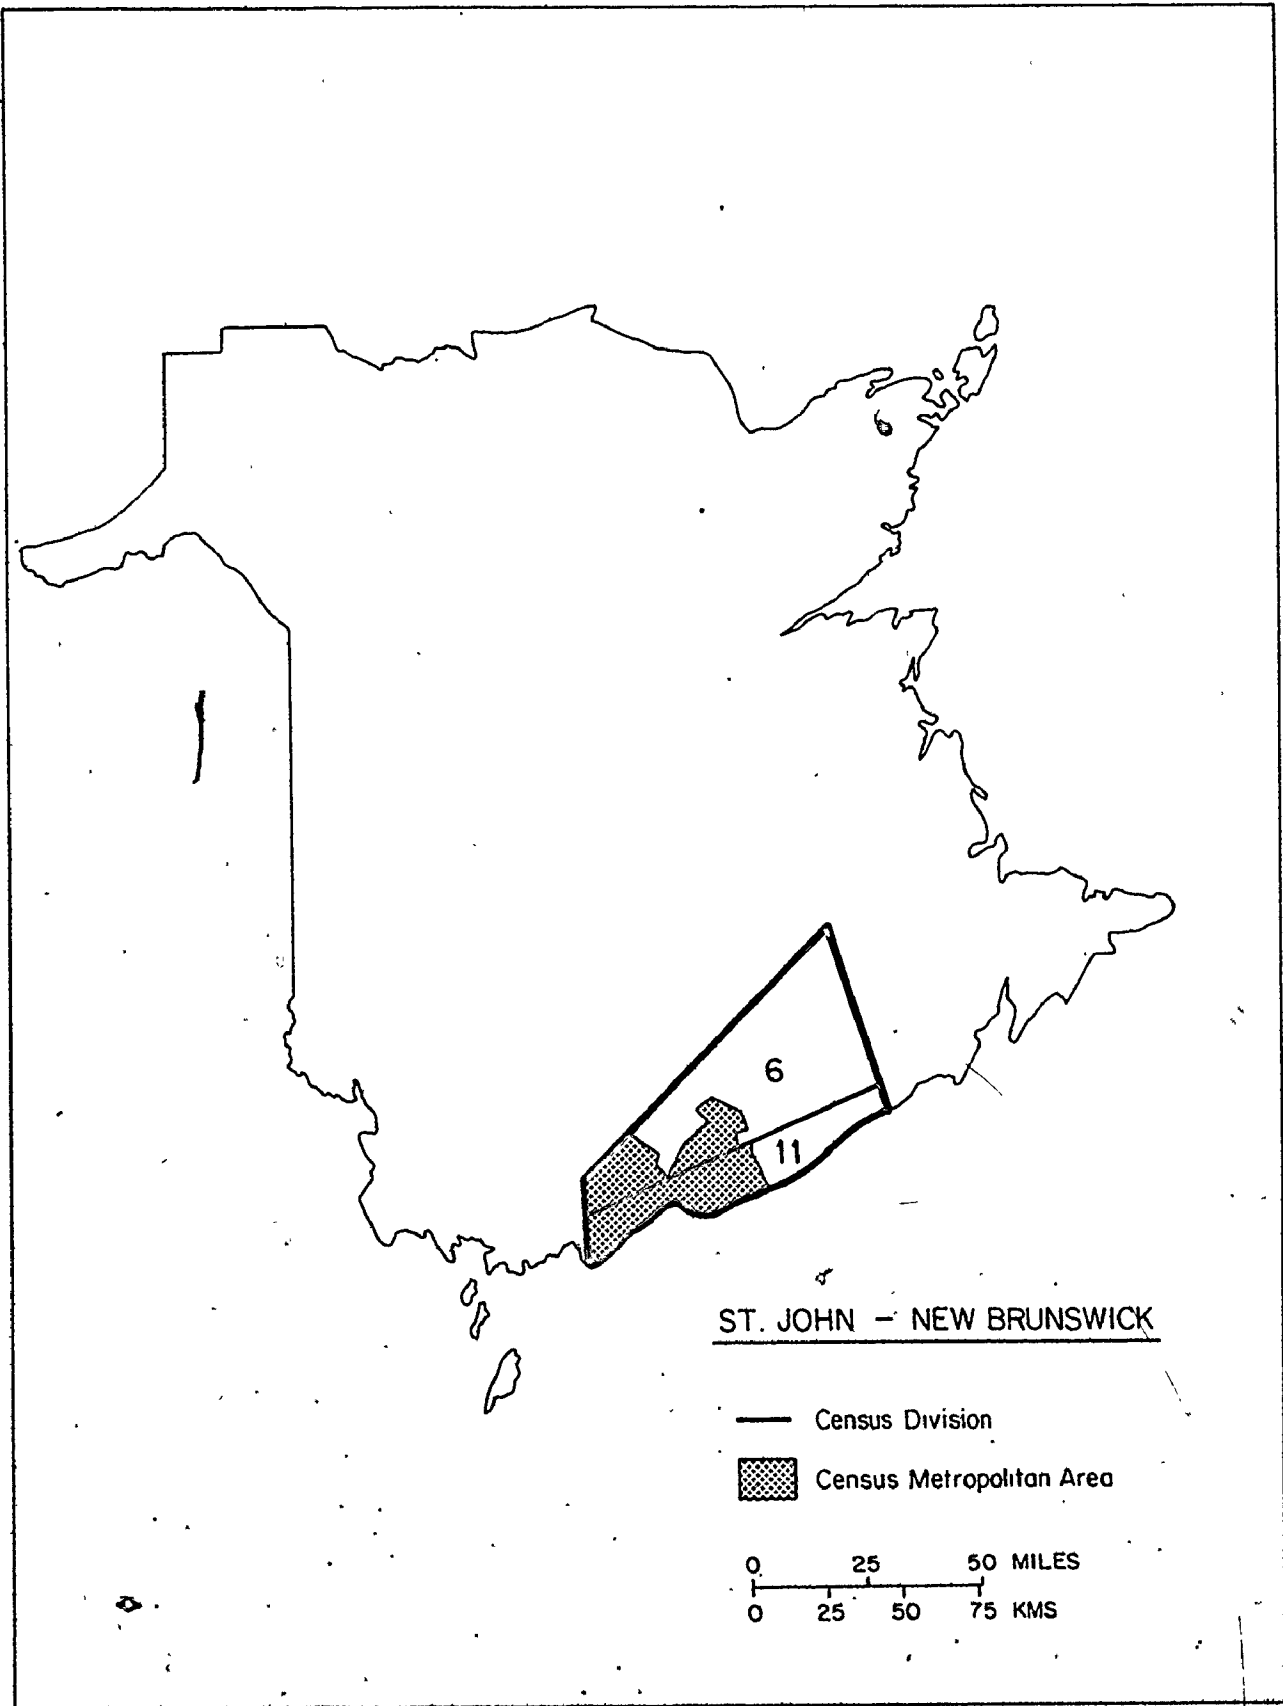 6
11
ST. JOHN – NEW BRUNSWICK
Census Division
Census Metropolitan Area
0 25 50 MILES
0 25 50 75 KMS